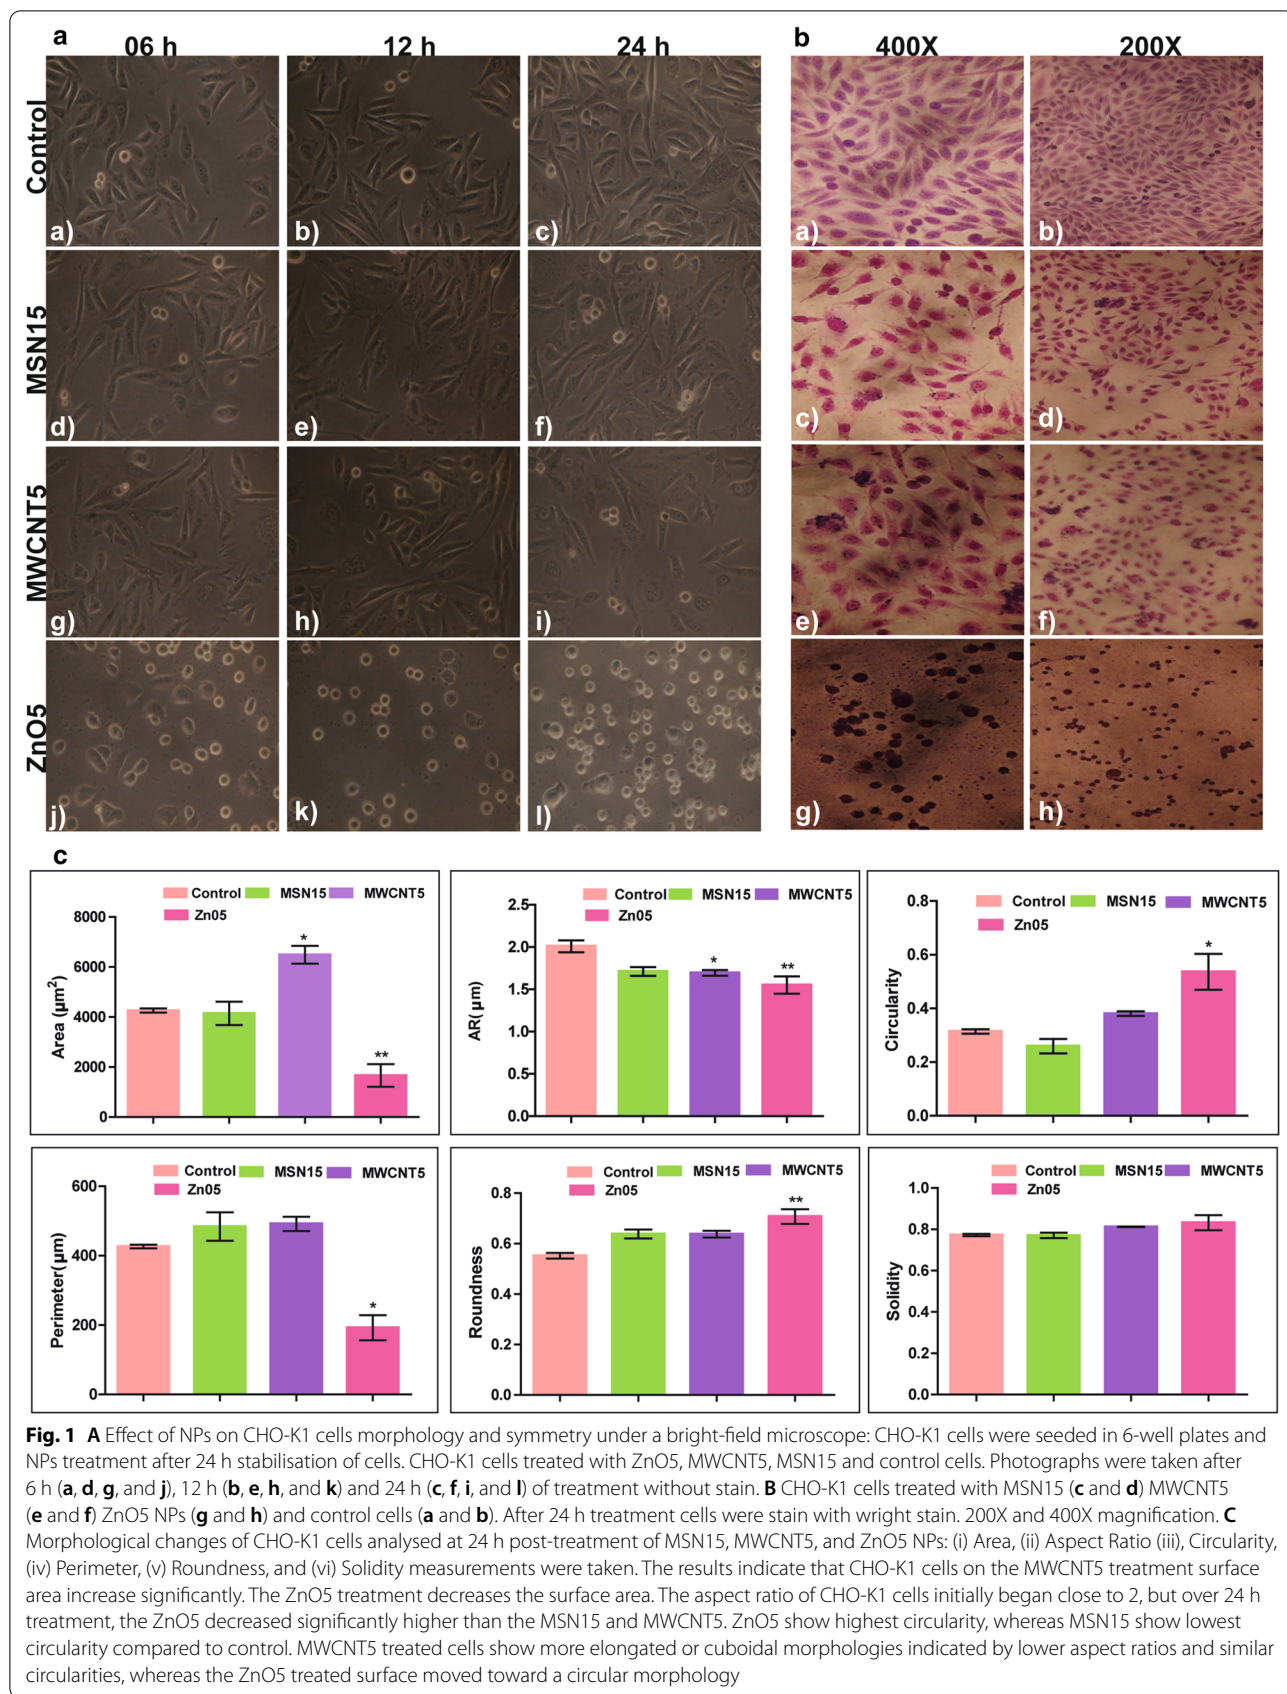 a
06 h 12 h 24 h
b
400X 200X
Control
a) b) c)
a) b)
MSN15
d) e) f)
c) d)
MWCNT5
g) h) i)
e) f)
ZnO5
j) k) l)
g) h)
c
Control MSN15 MWCNT5
Zn05
8000
6000
4000
2000
0
Area (µm²)
*
**
Control MSN15 MWCNT5
Zn05
2.5
2.0
1.5
1.0
0.5
0.0
AR( µm)
*
**
Control MSN15 MWCNT5
Zn05
0.8
0.6
0.4
0.2
0.0
Circularity
*
Control MSN15 MWCNT5
Zn05
600
400
200
0
Perimeter(µm)
*
Control MSN15 MWCNT5
Zn05
0.8
0.6
0.4
0.2
0.0
Roundness
**
Control MSN15 MWCNT5
Zn05
1.0
0.8
0.6
0.4
0.2
0.0
Solidity
Fig. 1 A Effect of NPs on CHO-K1 cells morphology and symmetry under a bright-field microscope: CHO-K1 cells were seeded in 6-well plates and
NPs treatment after 24 h stabilisation of cells. CHO-K1 cells treated with ZnO5, MWCNT5, MSN15 and control cells. Photographs were taken after
6 h (a, d, g, and j), 12 h (b, e, h, and k) and 24 h (c, f, i, and l) of treatment without stain. B CHO-K1 cells treated with MSN15 (c and d) MWCNT5
(e and f) ZnO5 NPs (g and h) and control cells (a and b). After 24 h treatment cells were stain with wright stain. 200X and 400X magnification. C
Morphological changes of CHO-K1 cells analysed at 24 h post-treatment of MSN15, MWCNT5, and ZnO5 NPs: (i) Area, (ii) Aspect Ratio (iii), Circularity,
(iv) Perimeter, (v) Roundness, and (vi) Solidity measurements were taken. The results indicate that CHO-K1 cells on the MWCNT5 treatment surface
area increase significantly. The ZnO5 treatment decreases the surface area. The aspect ratio of CHO-K1 cells initially began close to 2, but over 24 h
treatment, the ZnO5 decreased significantly higher than the MSN15 and MWCNT5. ZnO5 show highest circularity, whereas MSN15 show lowest
circularity compared to control. MWCNT5 treated cells show more elongated or cuboidal morphologies indicated by lower aspect ratios and similar
circularities, whereas the ZnO5 treated surface moved toward a circular morphology